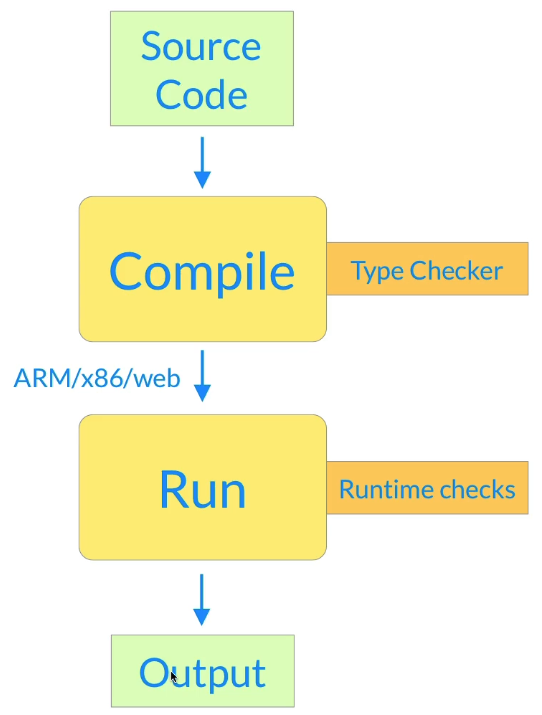 Source
Code
Compile
Type Checker
ARM/x86/web
Run
Runtime checks
Output